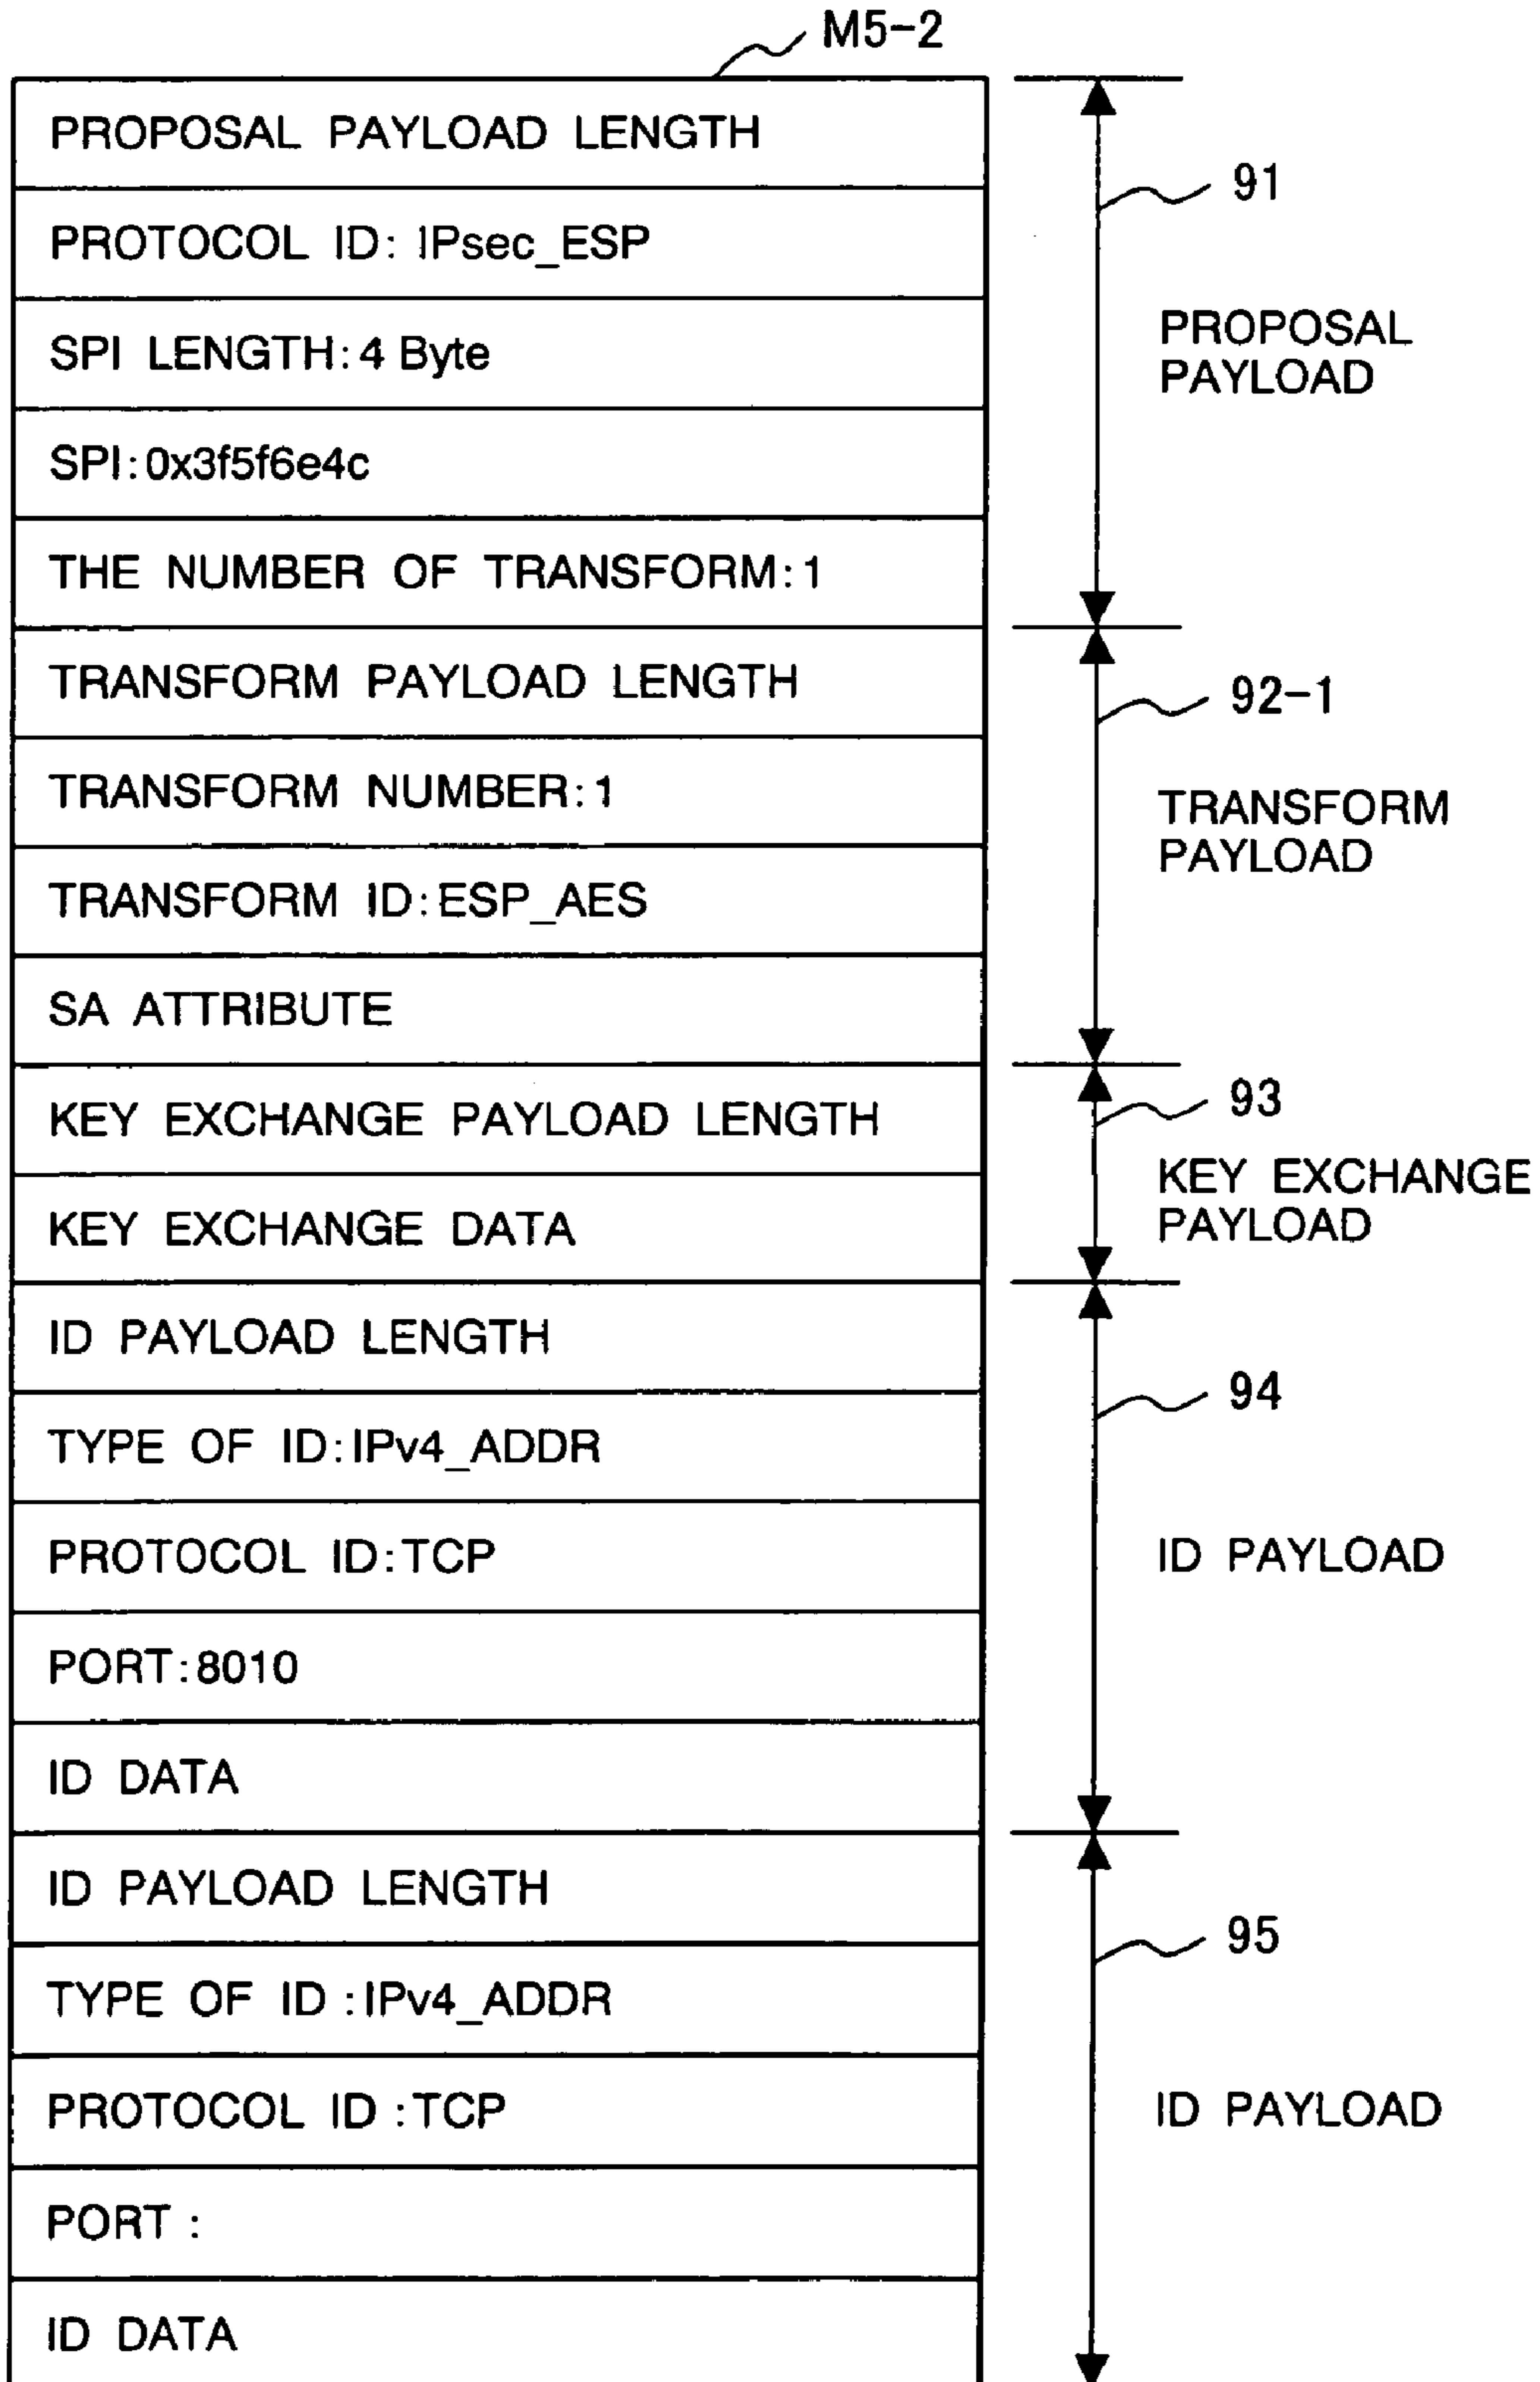 M5-2
PROPOSAL PAYLOAD LENGTH
PROTOCOL ID: IPsec_ESP
SPI LENGTH:4 Byte
SPI:0x3f5f6e4c
THE NUMBER OF TRANSFORM:1
91
PROPOSAL
PAYLOAD
TRANSFORM PAYLOAD LENGTH
TRANSFORM NUMBER:1
TRANSFORM ID:ESP_AES
SA ATTRIBUTE
92-1
TRANSFORM
PAYLOAD
KEY EXCHANGE PAYLOAD LENGTH
KEY EXCHANGE DATA
93
KEY EXCHANGE
PAYLOAD
ID PAYLOAD LENGTH
TYPE OF ID:IPv4_ADDR
PROTOCOL ID:TCP
PORT:8010
ID DATA
94
ID PAYLOAD
ID PAYLOAD LENGTH
TYPE OF ID :IPv4_ADDR
PROTOCOL ID :TCP
PORT :
ID DATA
95
ID PAYLOAD